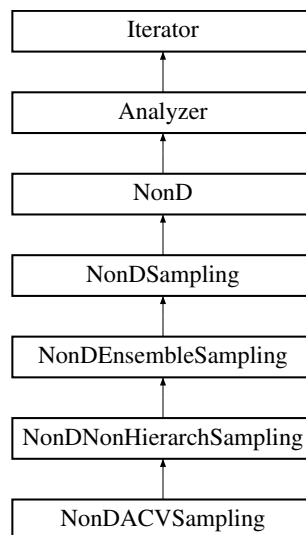 Iterator
Analyzer
NonD
NonDSampling
NonDEnsembleSampling
NonDNonHierarchSampling
NonDACVSampling